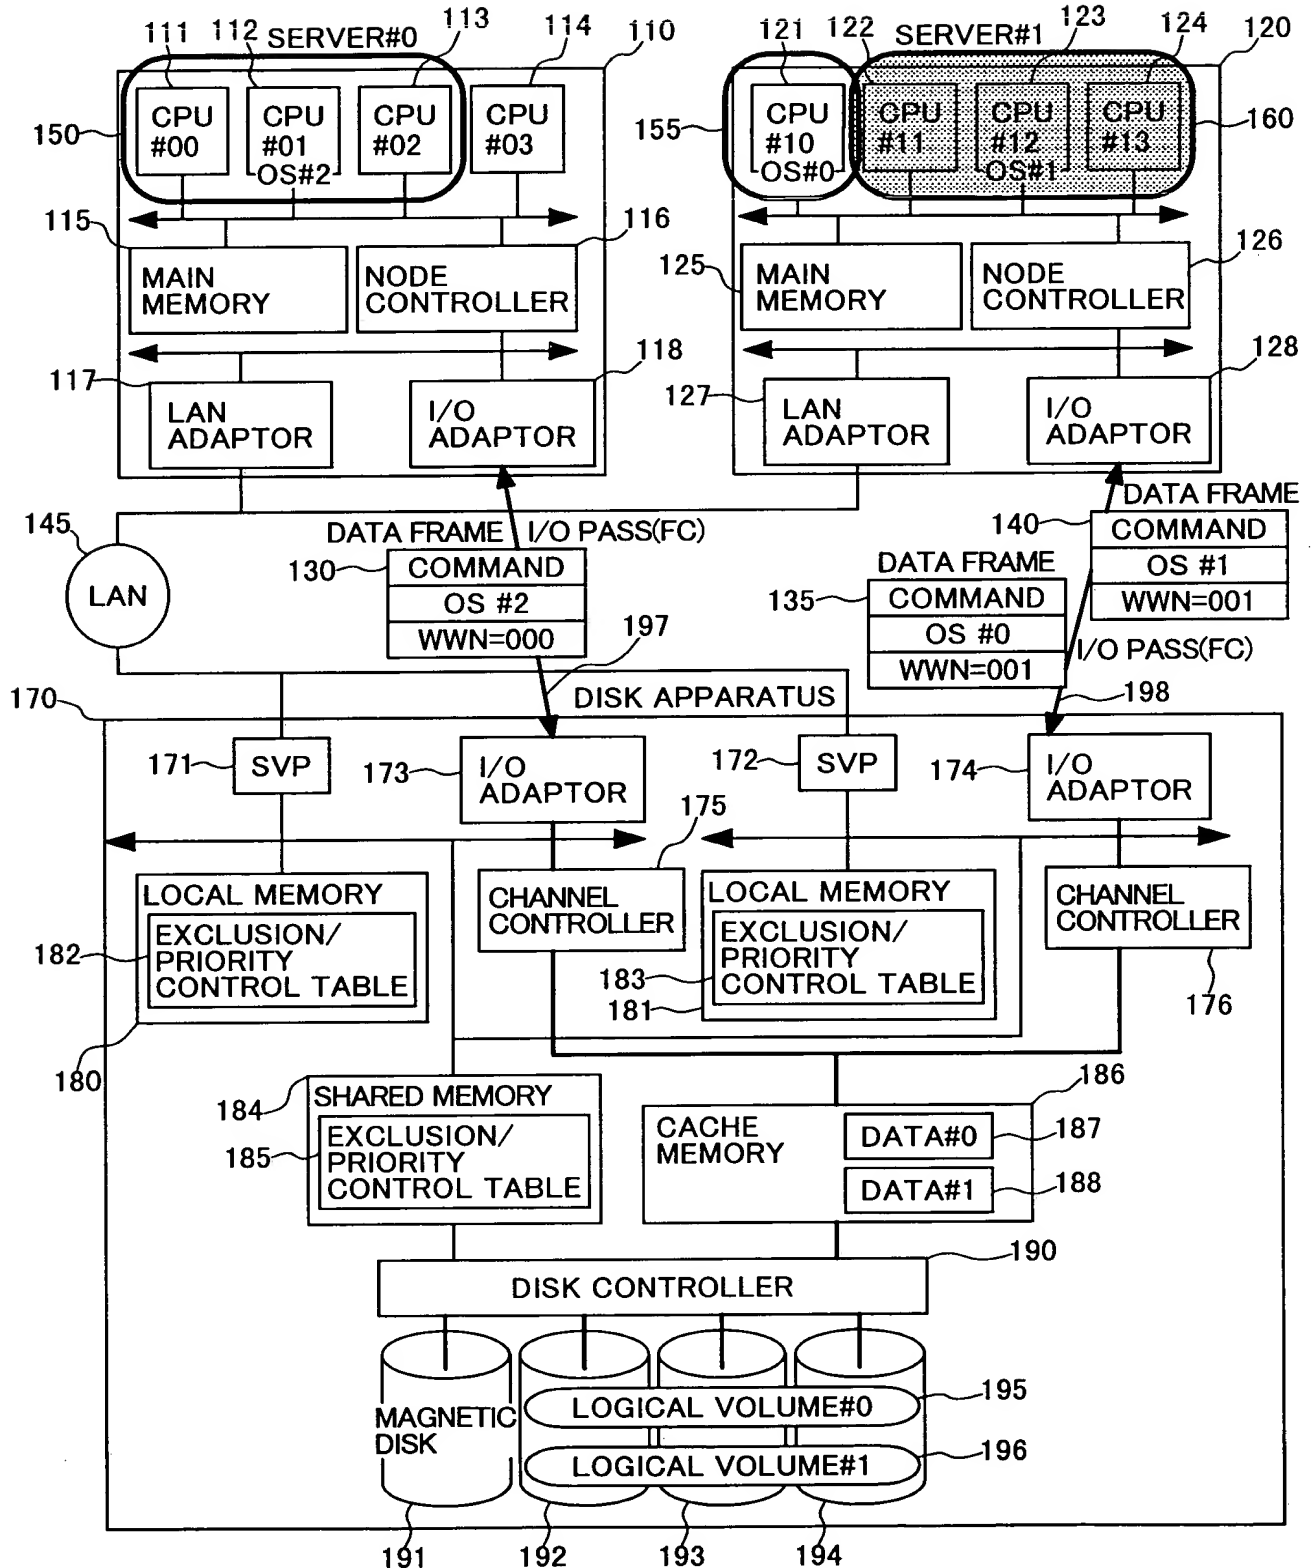 SERVER#0
111
112
113
114
110
150
CPU
#00
CPU
#01
OS#2
CPU
#02
CPU
#03
115
116
MAIN
MEMORY
NODE
CONTROLLER
117
118
LAN
ADAPTOR
I/O
ADAPTOR
SERVER#1
121
122
123
124
120
155
160
CPU
#10
OS#0
CPU
#11
CPU
#12
OS#1
CPU
#13
125
126
MAIN
MEMORY
NODE
CONTROLLER
127
128
LAN
ADAPTOR
I/O
ADAPTOR
145
LAN
DATA FRAME
I/O PASS(FC)
130
COMMAND
OS #2
WWN=000
197
DATA FRAME
140
COMMAND
OS #1
WWN=001
DATA FRAME
135
COMMAND
OS #0
WWN=001
I/O PASS(FC)
198
170
DISK APPARATUS
171
SVP
173
I/O
ADAPTOR
172
SVP
174
I/O
ADAPTOR
175
LOCAL MEMORY
182
EXCLUSION/
PRIORITY
CONTROL TABLE
180
CHANNEL
CONTROLLER
LOCAL MEMORY
183
EXCLUSION/
PRIORITY
CONTROL TABLE
181
CHANNEL
CONTROLLER
176
184
SHARED MEMORY
185
EXCLUSION/
PRIORITY
CONTROL TABLE
186
CACHE
MEMORY
DATA#0
187
DATA#1
188
190
DISK CONTROLLER
MAGNETIC
DISK
LOGICAL VOLUME#0
195
LOGICAL VOLUME#1
196
191
192
193
194